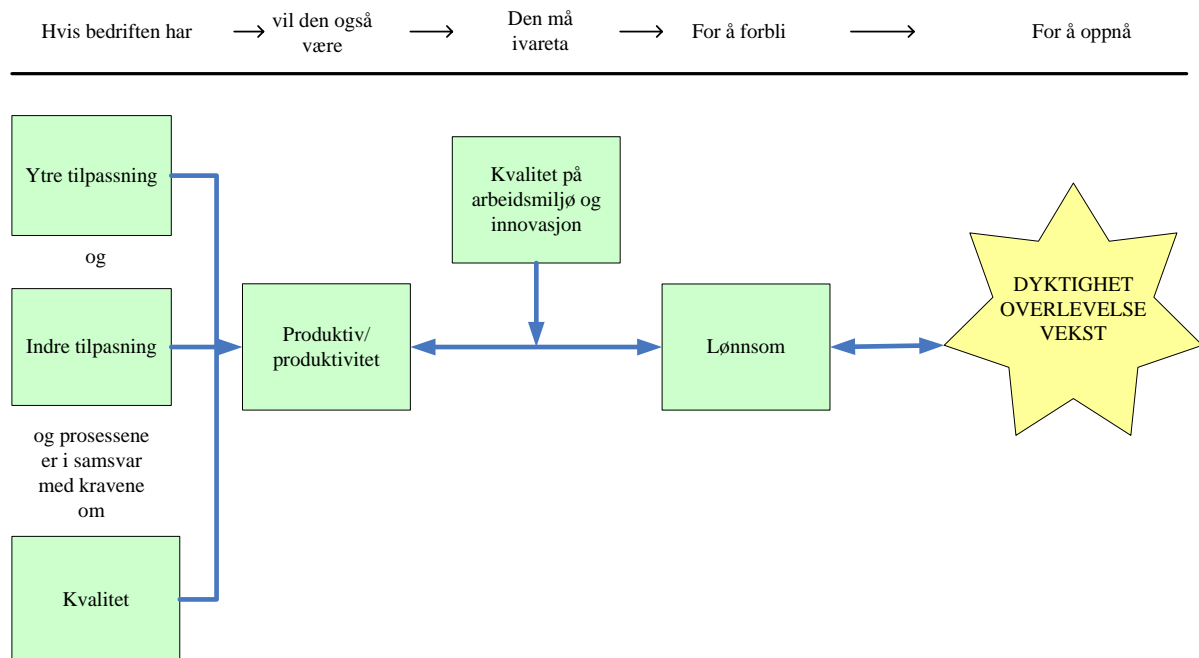 Hvis bedriften har
vil den også
være
Den må
ivareta
For å forbli
For å oppnå
Ytre tilpassning
og
Indre tilpasning
og prosessene
er i samsvar
med kravene
om
Kvalitet
Produktiv/
produktivitet
Kvalitet på
arbeidsmiljø og
innovasjon
Lønnsom
DYKTIGHET
OVERLEVELSE
VEKST